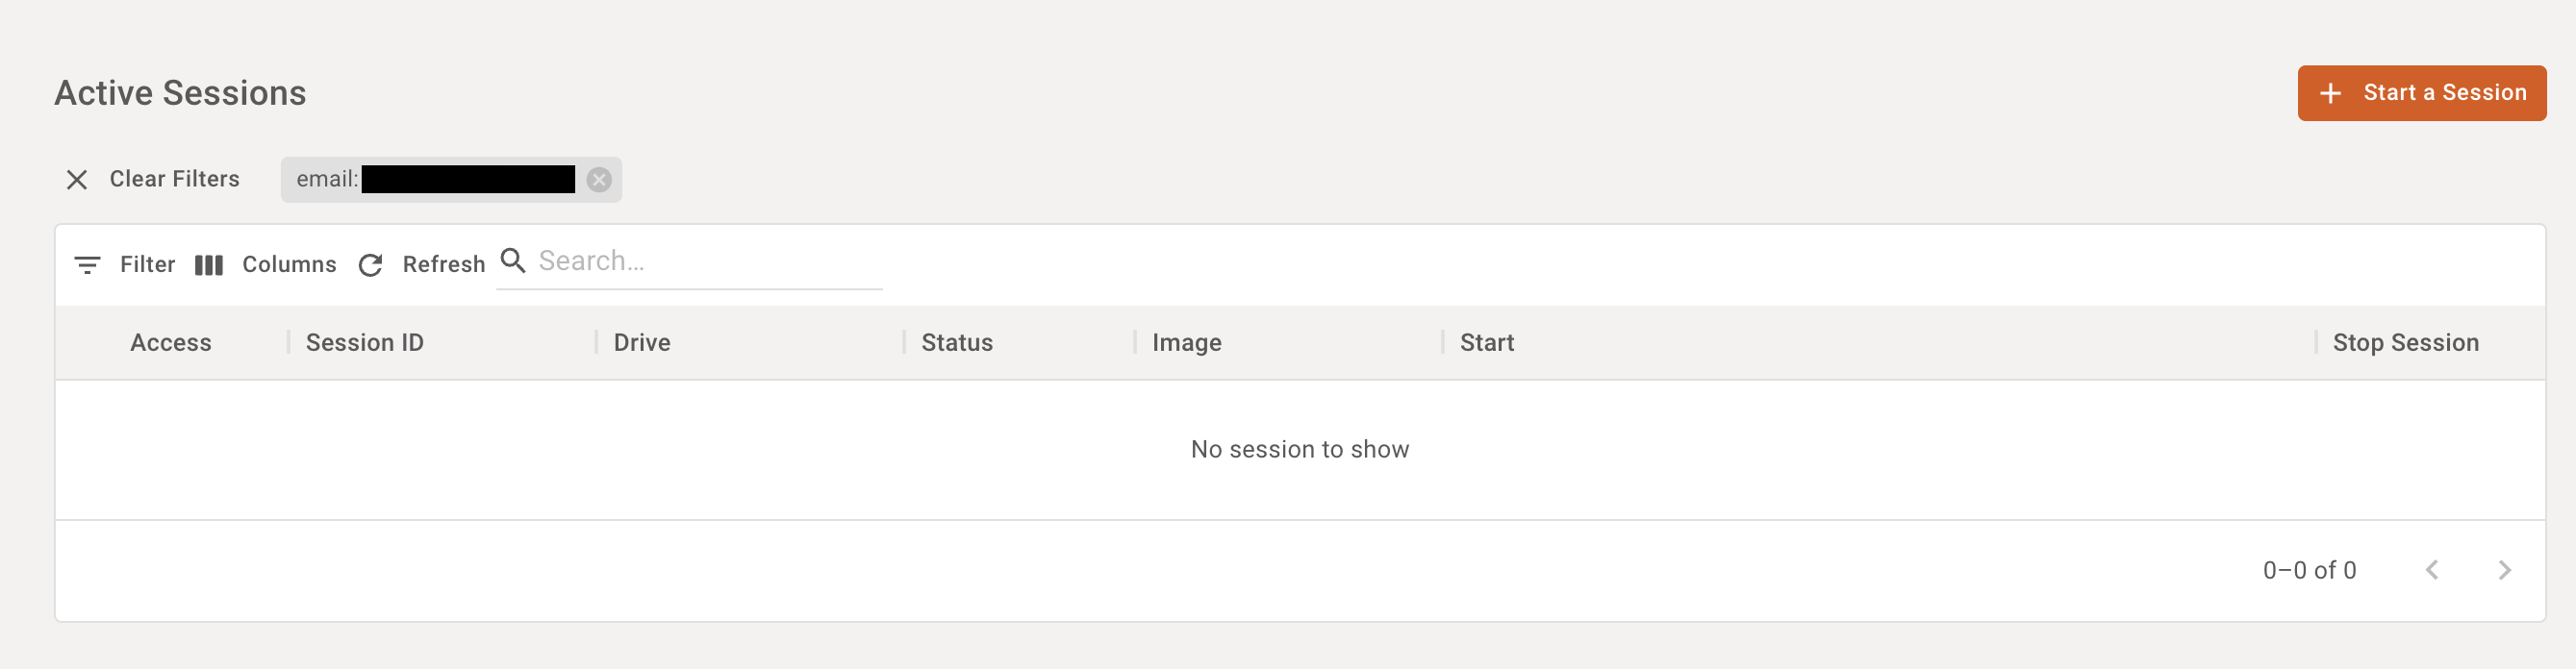 Active Sessions
+ Start a Session
Clear Filters email:
Filter Columns Refresh Search...
Access Session ID Drive Status Image Start Stop Session
No session to show
0–0 of 0